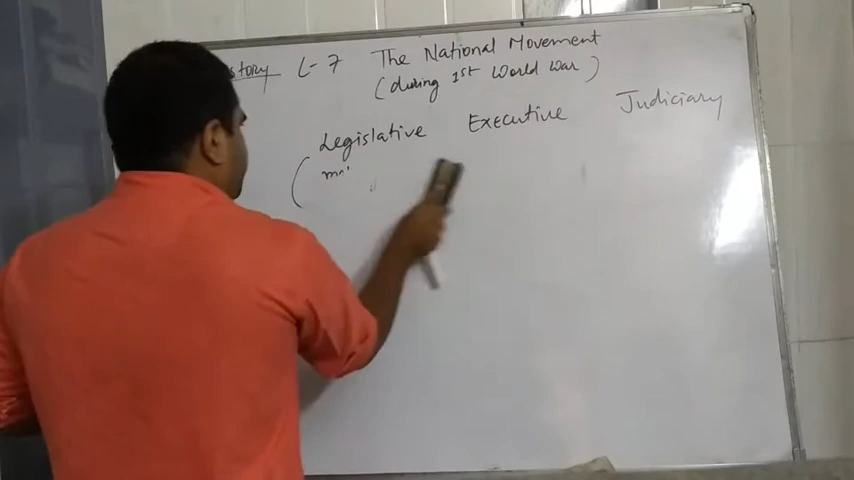 story L-7 The National Movement
(during 1st World War)
Legislative Executive Judiciary
(